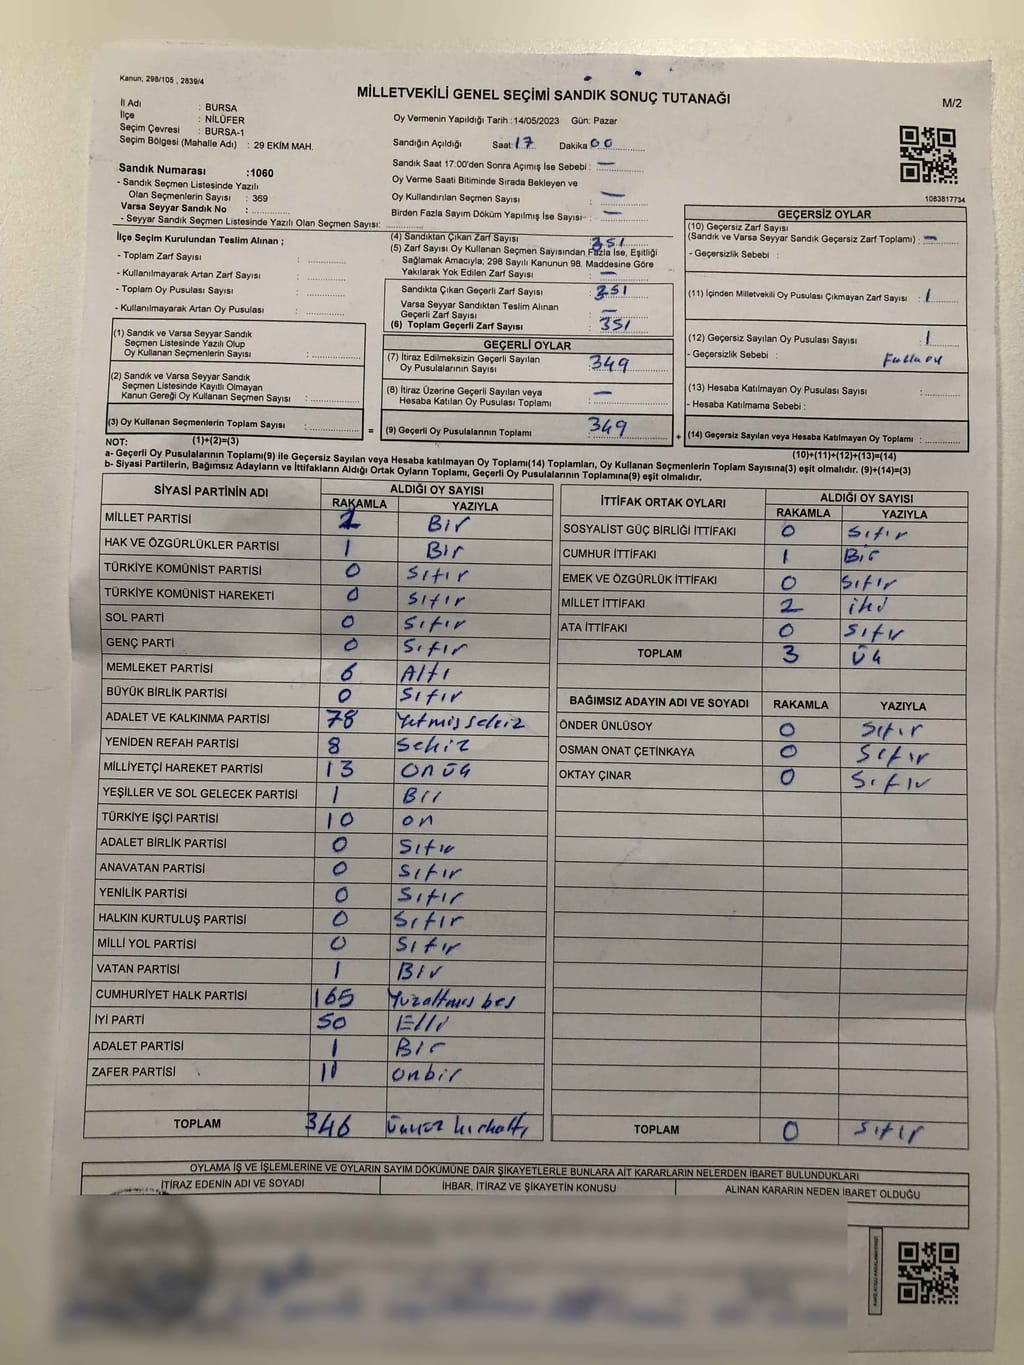 Kanun; 298/105 , 2839/4
MİLLETVEKİLİ GENEL SEÇİMİ SANDIK SONUÇ TUTANAĞI
M/2
İl Adı : BURSA
İlçe : NİLÜFER
Seçim Çevresi : BURSA-1
Seçim Bölgesi (Mahalle Adı) : 29 EKİM MAH.
Oy Vermenin Yapıldığı Tarih :14/05/2023 Gün: Pazar
Sandığın Açıldığı Saat: 17 Dakika 00
Sandık Saat 17:00'den Sonra Açımış İse Sebebi : —
Oy Verme Saati Bitiminde Sırada Bekleyen ve
Oy Kullandırılan Seçmen Sayısı : —
Birden Fazla Sayım Döküm Yapılmış İse Sayısı : —
Sandık Numarası :1060
- Sandık Seçmen Listesinde Yazılı
Olan Seçmenlerin Sayısı : 369
Varsa Seyyar Sandık No :
- Seyyar Sandık Seçmen Listesinde Yazılı Olan Seçmen Sayısı:
1083817734
İlçe Seçim Kurulundan Teslim Alınan ;
- Toplam Zarf Sayısı :
- Kullanılmayarak Artan Zarf Sayısı :
- Toplam Oy Pusulası Sayısı :
- Kullanılmayarak Artan Oy Pusulası :
(1) Sandık ve Varsa Seyyar Sandık
Seçmen Listesinde Yazılı Olup
Oy Kullanan Seçmenlerin Sayısı :
(2) Sandık ve Varsa Seyyar Sandık
Seçmen Listesinde Kayıtlı Olmayan
Kanun Gereği Oy Kullanan Seçmen Sayısı :
(3) Oy Kullanan Seçmenlerin Toplam Sayısı : =
(4) Sandıktan Çıkan Zarf Sayısı : 351
(5) Zarf Sayısı Oy Kullanan Seçmen Sayısından Fazla İse, Eşitliği
Sağlamak Amacıyla; 298 Sayılı Kanunun 98. Maddesine Göre
Yakılarak Yok Edilen Zarf Sayısı : —
Sandıkta Çıkan Geçerli Zarf Sayısı : 351
Varsa Seyyar Sandıktan Teslim Alınan
Geçerli Zarf Sayısı : —
(6) Toplam Geçerli Zarf Sayısı : 351
GEÇERLİ OYLAR
(7) İtiraz Edilmeksizin Geçerli Sayılan
Oy Pusulalarının Sayısı : 349
(8) İtiraz Üzerine Geçerli Sayılan veya
Hesaba Katılan Oy Pusulası Toplamı : —
(9) Geçerli Oy Pusulalarının Toplamı : 349 +
GEÇERSİZ OYLAR
(10) Geçersiz Zarf Sayısı
(Sandık ve Varsa Seyyar Sandık Geçersiz Zarf Toplamı) : —
- Geçersizlik Sebebi :
(11) İçinden Milletvekili Oy Pusulası Çıkmayan Zarf Sayısı : 1
(12) Geçersiz Sayılan Oy Pusulası Sayısı : 1
- Geçersizlik Sebebi : Fazla oy
(13) Hesaba Katılmayan Oy Pusulası Sayısı :
- Hesaba Katılmama Sebebi :
(14) Geçersiz Sayılan veya Hesaba Katılmayan Oy Toplamı :
NOT: (1)+(2)=(3)
(10)+(11)+(12)+(13)=(14)
a- Geçerli Oy Pusulasının Toplamı(9) ile Geçersiz Sayılan veya Hesaba katılmayan Oy Toplamı(14) Toplamları, Oy Kullanan Seçmenlerin Toplam Sayısına(3) eşit olmalıdır. (9)+(14)=(3)
b- Siyasi Partilerin, Bağımsız Adayların ve İttifakların Aldığı Ortak Oyların Toplamı, Geçerli Oy Pusulalarının Toplamına(9) eşit olmalıdır.
SİYASİ PARTİNİN ADI ALDIĞI OY SAYISI
RAKAMLA YAZIYLA
MİLLET PARTİSİ 1 Bir
HAK VE ÖZGÜRLÜKLER PARTİSİ 1 Bir
TÜRKİYE KOMÜNİST PARTİSİ 0 Sıfır
TÜRKİYE KOMÜNİST HAREKETİ 0 Sıfır
SOL PARTİ 0 Sıfır
GENÇ PARTİ 0 Sıfır
MEMLEKET PARTİSİ 6 Altı
BÜYÜK BİRLİK PARTİSİ 0 Sıfır
ADALET VE KALKINMA PARTİSİ 78 Yetmiş sekiz
YENİDEN REFAH PARTİSİ 8 Sekiz
MİLLİYETÇİ HAREKET PARTİSİ 13 Onüç
YEŞİLLER VE SOL GELECEK PARTİSİ 1 Bir
TÜRKİYE İŞÇİ PARTİSİ 10 on
ADALET BİRLİK PARTİSİ 0 Sıfır
ANAVATAN PARTİSİ 0 Sıfır
YENİLİK PARTİSİ 0 Sıfır
HALKIN KURTULUŞ PARTİSİ 0 Sıfır
MİLLİ YOL PARTİSİ 0 Sıfır
VATAN PARTİSİ 1 Bir
CUMHURİYET HALK PARTİSİ 165 Yüzaltmış beş
İYİ PARTİ 50 Elli
ADALET PARTİSİ 1 Bir
ZAFER PARTİSİ 11 onbir
TOPLAM 346 üçyüz kırkaltı
İTTİFAK ORTAK OYLARI ALDIĞI OY SAYISI
RAKAMLA YAZIYLA
SOSYALİST GÜÇ BİRLİĞİ İTTİFAKI 0 Sıfır
CUMHUR İTTİFAKI 1 Bir
EMEK VE ÖZGÜRLÜK İTTİFAKI 0 Sıfır
MİLLET İTTİFAKI 2 iki
ATA İTTİFAKI 0 Sıfır
TOPLAM 3 üç
BAĞIMSIZ ADAYIN ADI VE SOYADI RAKAMLA YAZIYLA
ÖNDER ÜNLÜSOY 0 Sıfır
OSMAN ONAT ÇETİNKAYA 0 Sıfır
OKTAY ÇINAR 0 Sıfır
TOPLAM 0 Sıfır
OYLAMA İŞ VE İŞLEMLERİNE VE OYLARIN SAYIM DÖKÜMÜNE DAİR ŞİKAYETLERLE BUNLARA AİT KARARLARIN NELERDEN İBARET BULUNDUKLARI
İTİRAZ EDENİN ADI VE SOYADI İHBAR, İTİRAZ VE ŞİKAYETİN KONUSU ALINAN KARARIN NEDEN İBARET OLDUĞU